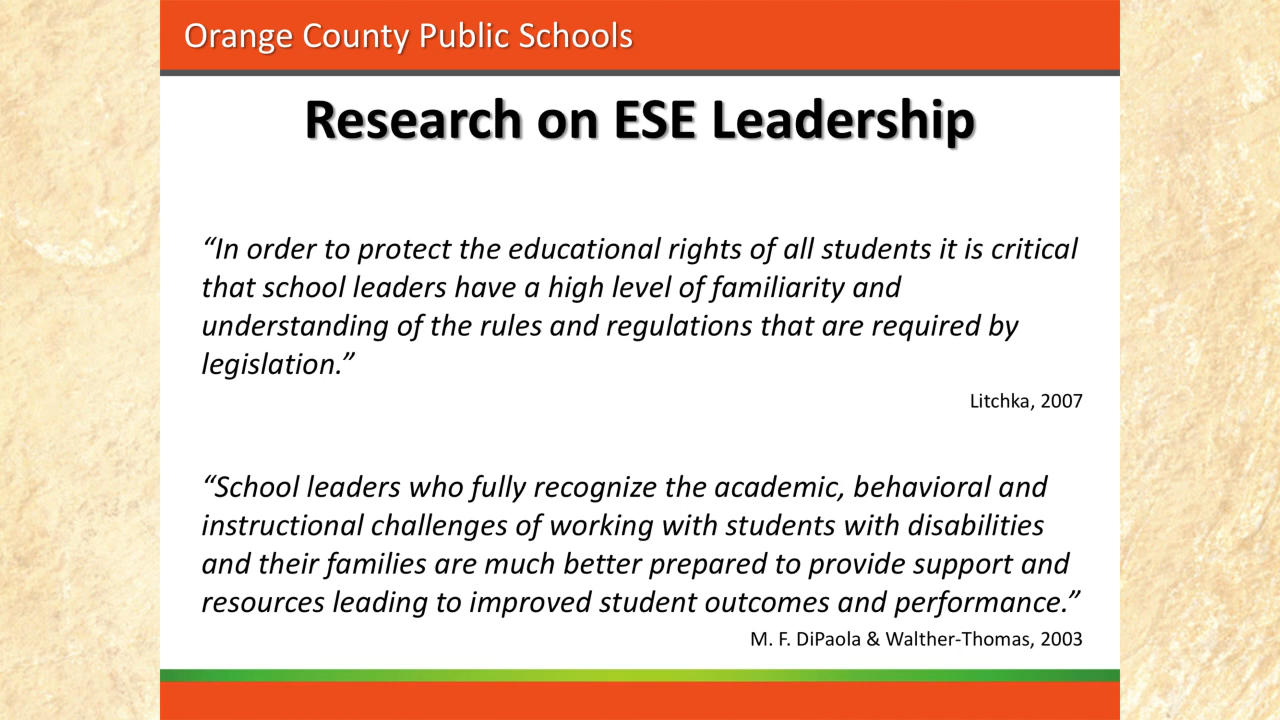 Orange County Public Schools
Research on ESE Leadership
“In order to protect the educational rights of all students it is critical
that school leaders have a high level of familiarity and
understanding of the rules and regulations that are required by
legislation.”
Litchka, 2007
“School leaders who fully recognize the academic, behavioral and
instructional challenges of working with students with disabilities
and their families are much better prepared to provide support and
resources leading to improved student outcomes and performance.”
M. F. DiPaola & Walther-Thomas, 2003